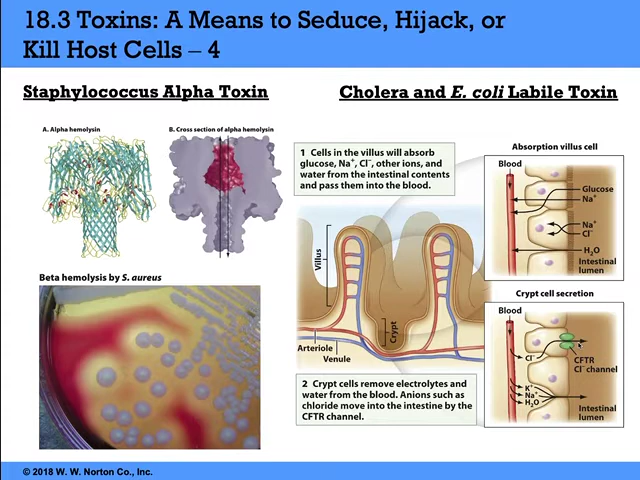 18.3 Toxins: A Means to Seduce, Hijack, or
Kill Host Cells – 4
Staphylococcus Alpha Toxin
A. Alpha hemolysin
B. Cross section of alpha hemolysin
Beta hemolysis by S. aureus
Cholera and E. coli Labile Toxin
1 Cells in the villus will absorb
glucose, Na+, Cl–, other ions, and
water from the intestinal contents
and pass them into the blood.
Villus
Crypt
Arteriole
Venule
2 Crypt cells remove electrolytes and
water from the blood. Anions such as
chloride move into the intestine by the
CFTR channel.
Absorption villus cell
Blood
Glucose
Na+
Na+
Cl–
H2O
Intestinal
lumen
Crypt cell secretion
Blood
Cl–
CFTR
Cl– channel
K+
Na+
H2O
Intestinal
lumen
© 2018 W. W. Norton Co., Inc.